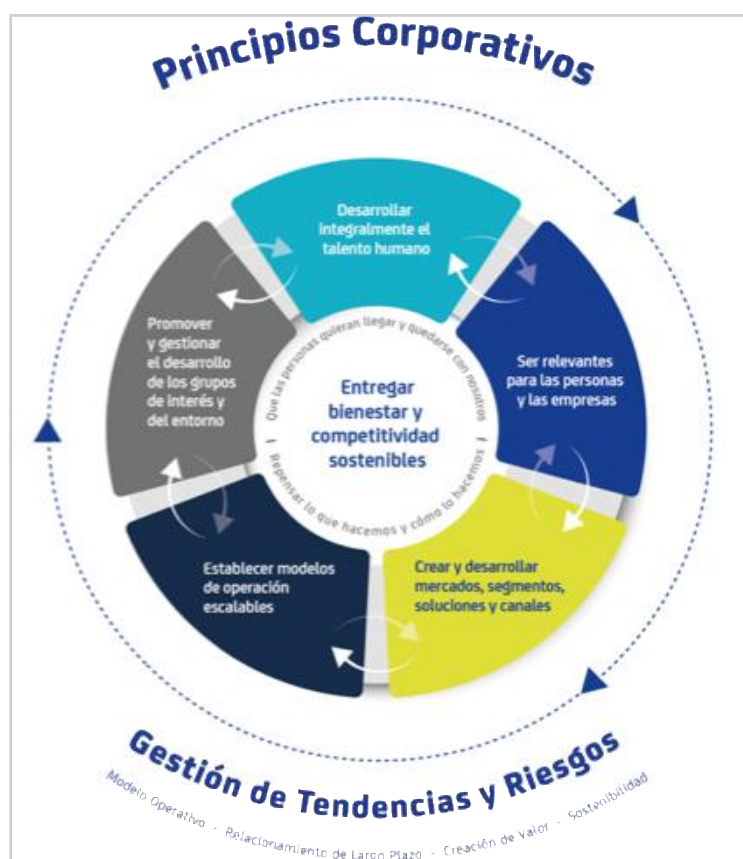 Principios Corporativos
Desarrollar
integralmente el
talento humano
Ser relevantes
para las personas
y las empresas
Crear y desarrollar
mercados, segmentos,
soluciones y canales
Establecer modelos
de operación
escalables
Promover
y gestionar
el desarrollo
de los grupos
de interés y
del entorno
Que las personas quieran llegar y quedarse con nosotros
Entregar
bienestar y
competitividad
sostenibles
Repensar lo que hacemos y cómo lo hacemos
Gestión de Tendencias y Riesgos
Modelo Operativo - Relacionamiento de Largo Plazo - Creación de Valor - Sostenibilidad